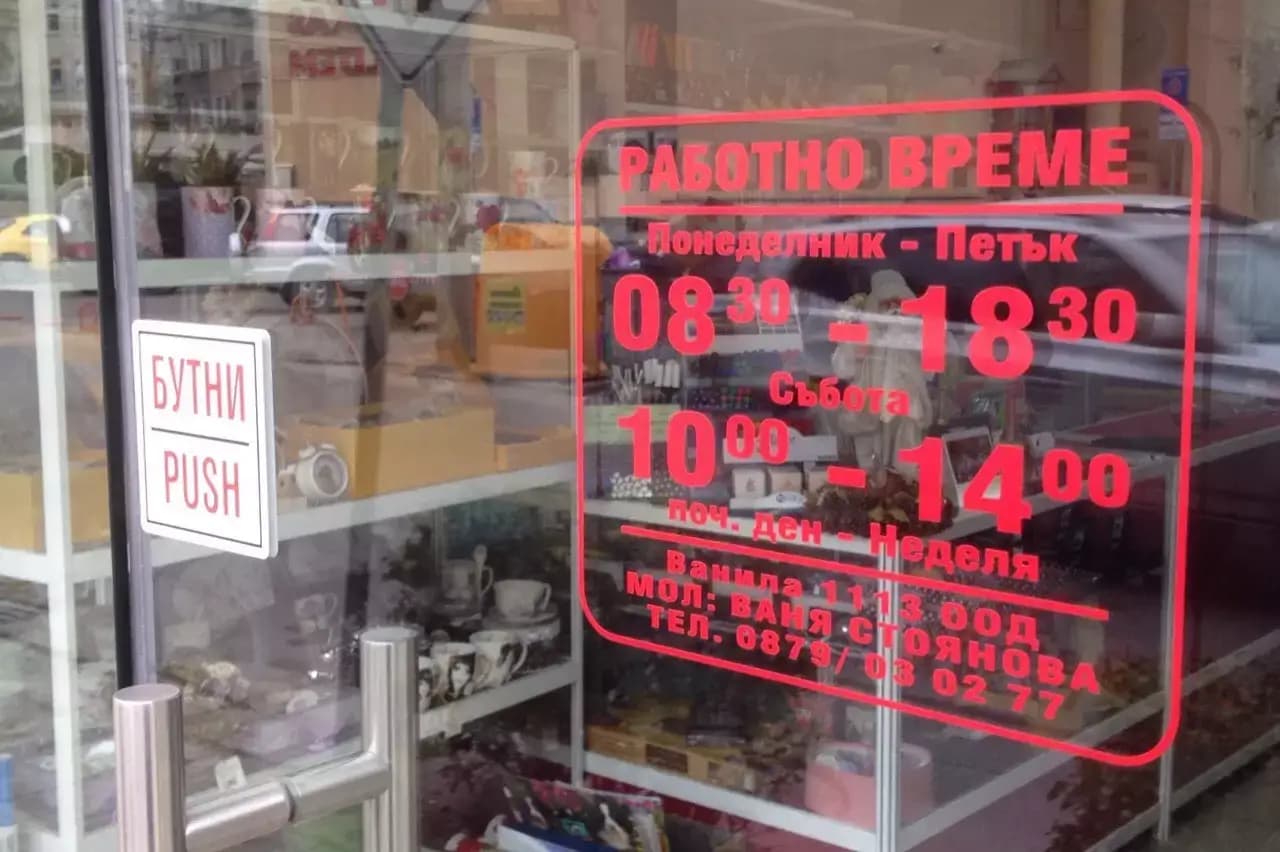 БУТНИ
PUSH
РАБОТНО ВРЕМЕ
Понеделник - Петък
08 30 - 18 30
Събота
10 00 - 14 00
поч. ден - Неделя
Ванила 1113 ООД
МОЛ: ВАНЯ СТОЯНОВА
ТЕЛ. 0879/ 03 02 77